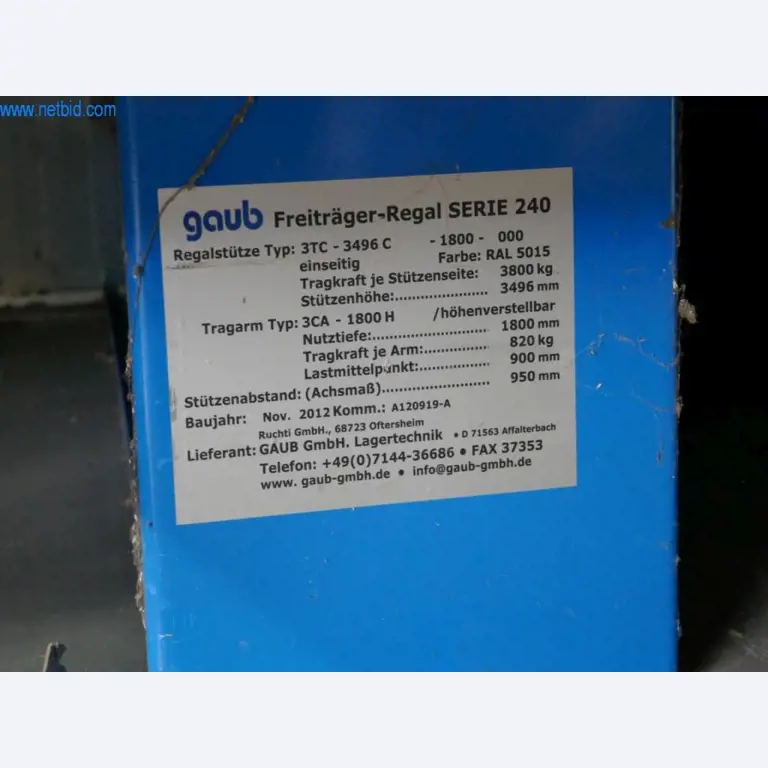 www.netbid.com
gaub Freiträger-Regal SERIE 240
Regalstütze Typ: 3TC - 3496 C - 1800 - 000
einseitig Farbe: RAL 5015
Tragkraft je Stützenseite: 3800 kg
Stützenhöhe:........................... 3496 mm
Tragarm Typ: 3CA - 1800 H /höhenverstellbar
Nutztiefe:........................... 1800 mm
Tragkraft je Arm:............... 820 kg
Lastmittelpunkt:................ 900 mm
Stützenabstand: (Achsmaß)........................ 950 mm
Baujahr: Nov. 2012 Komm.: A120919-A
Ruchti GmbH., 68723 Oftersheim
Lieferant: GAUB GmbH. Lagertechnik • D 71563 Affalterbach
Telefon: +49(0)7144-36686 • FAX 37353
www. gaub-gmbh.de • info@gaub-gmbh.de